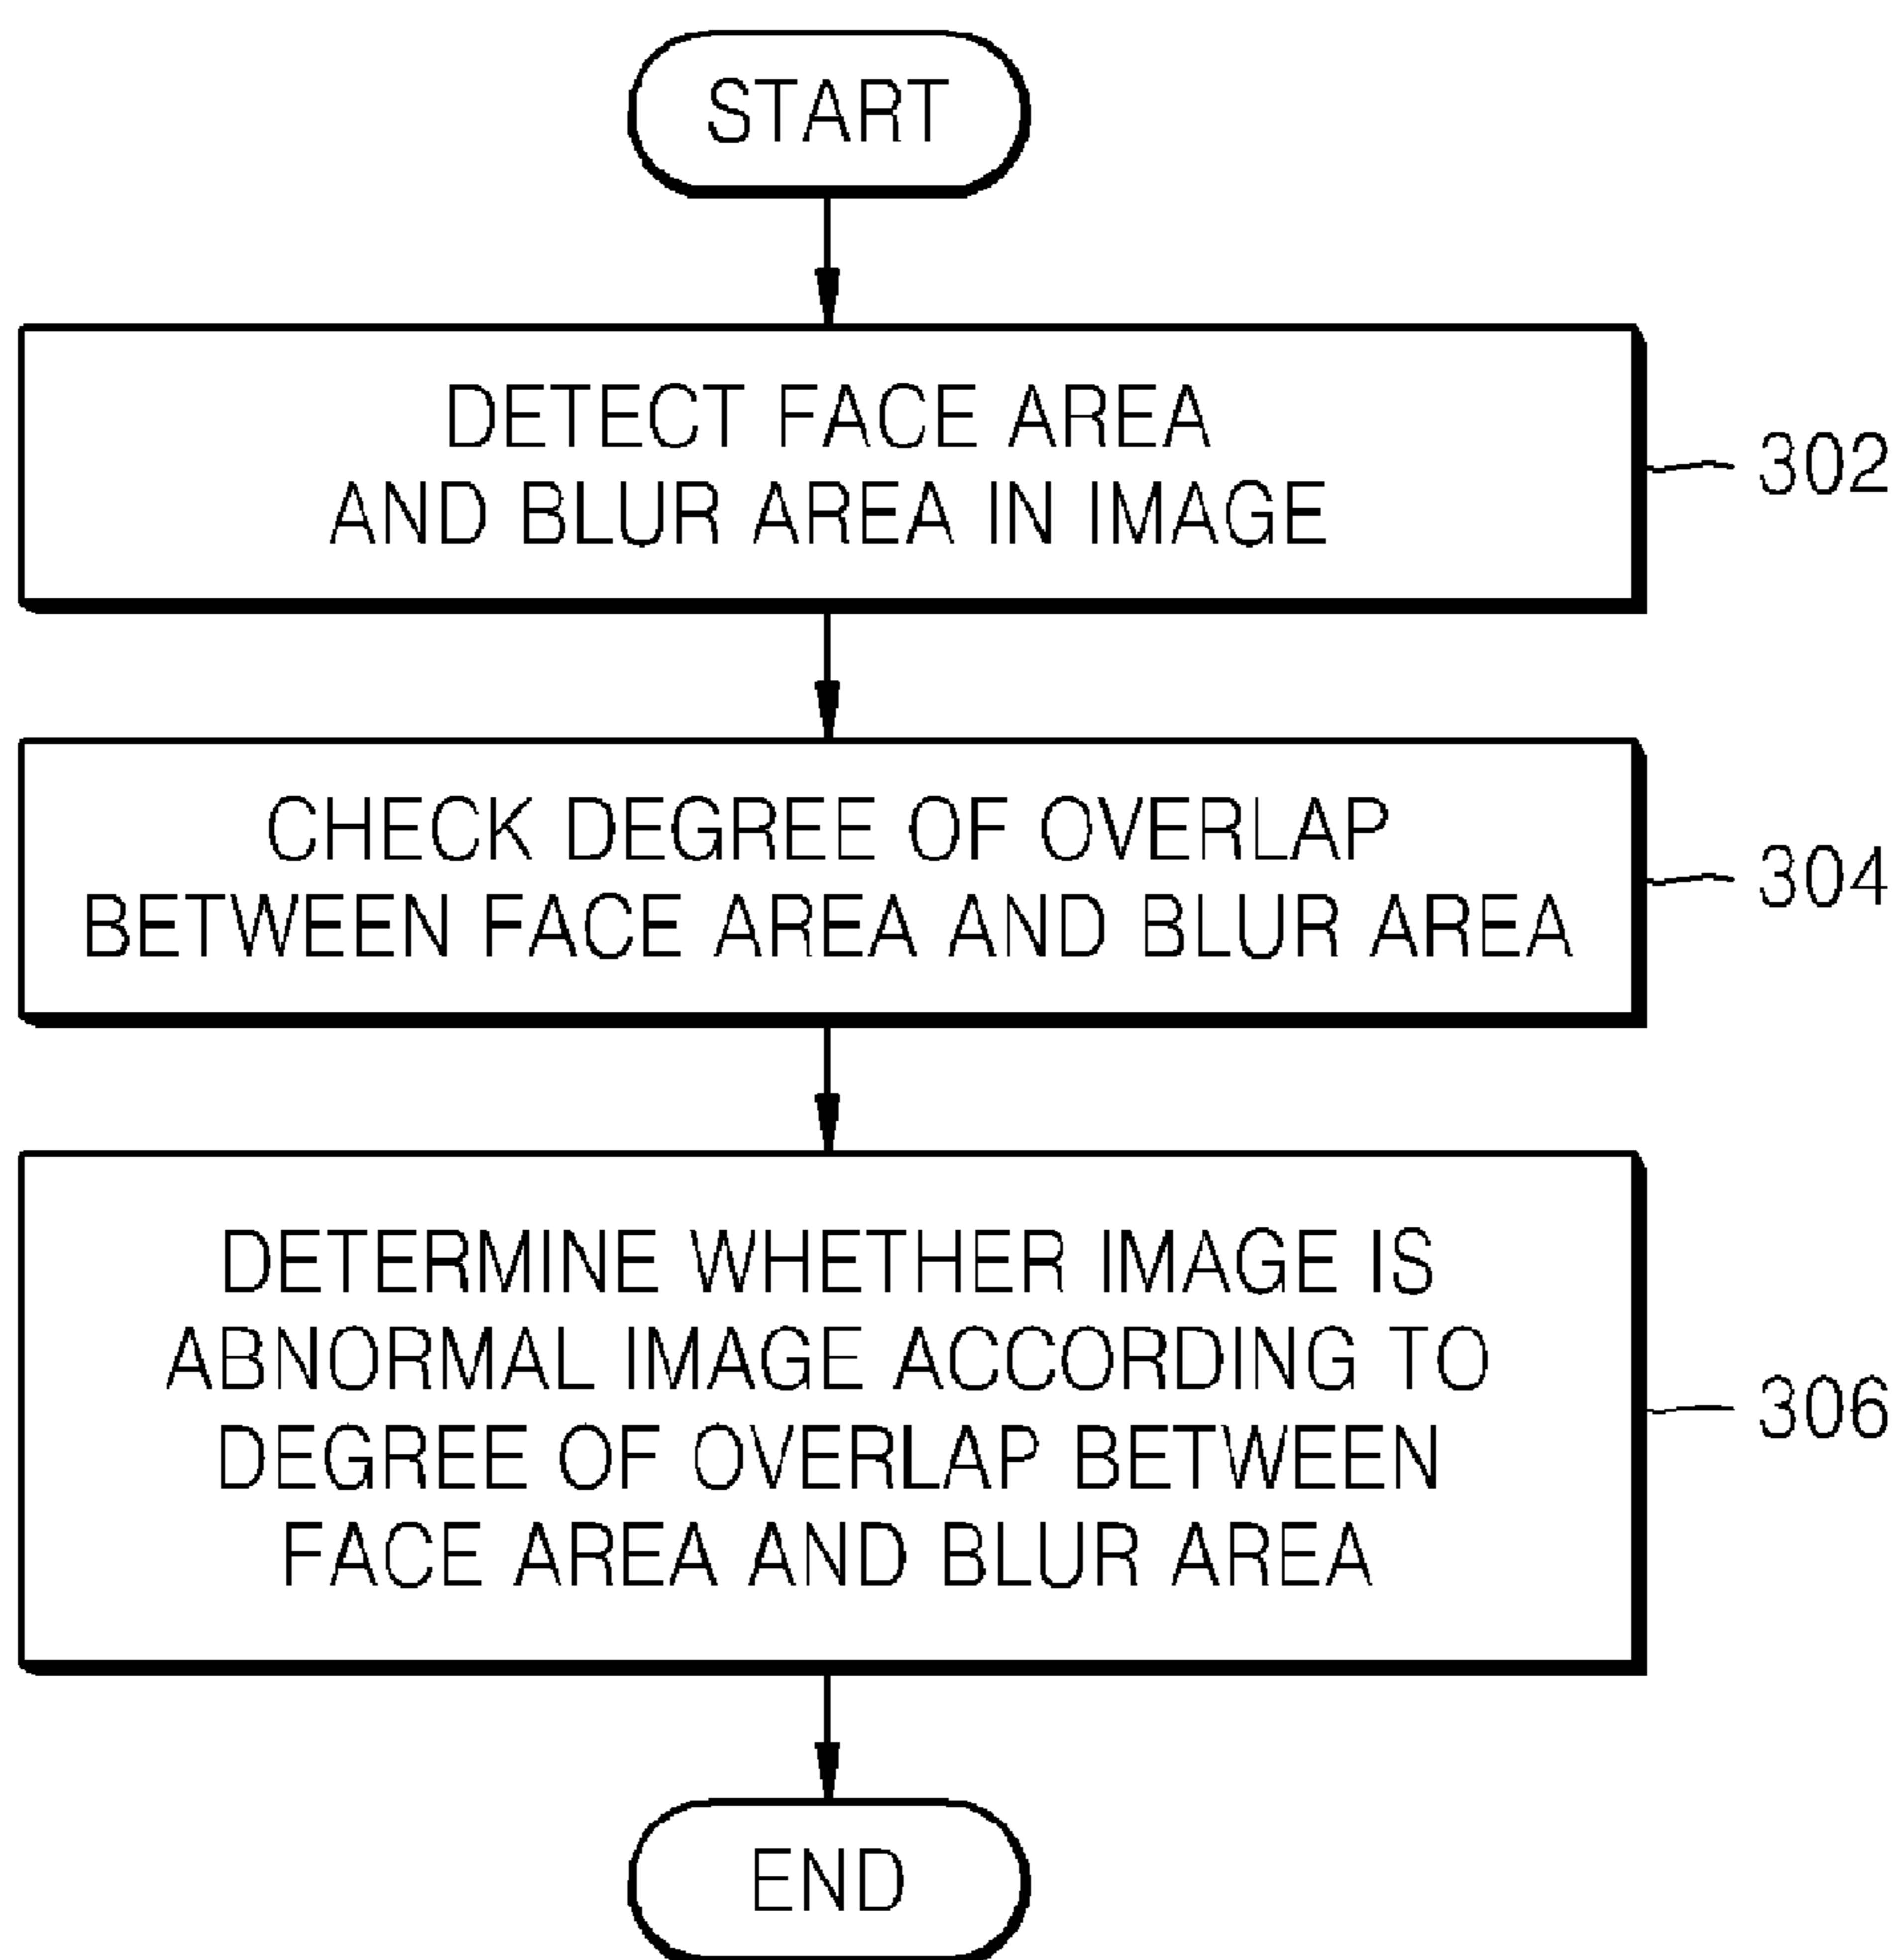 START
DETECT FACE AREA
AND BLUR AREA IN IMAGE
302
CHECK DEGREE OF OVERLAP
BETWEEN FACE AREA AND BLUR AREA
304
DETERMINE WHETHER IMAGE IS
ABNORMAL IMAGE ACCORDING TO
DEGREE OF OVERLAP BETWEEN
FACE AREA AND BLUR AREA
306
END